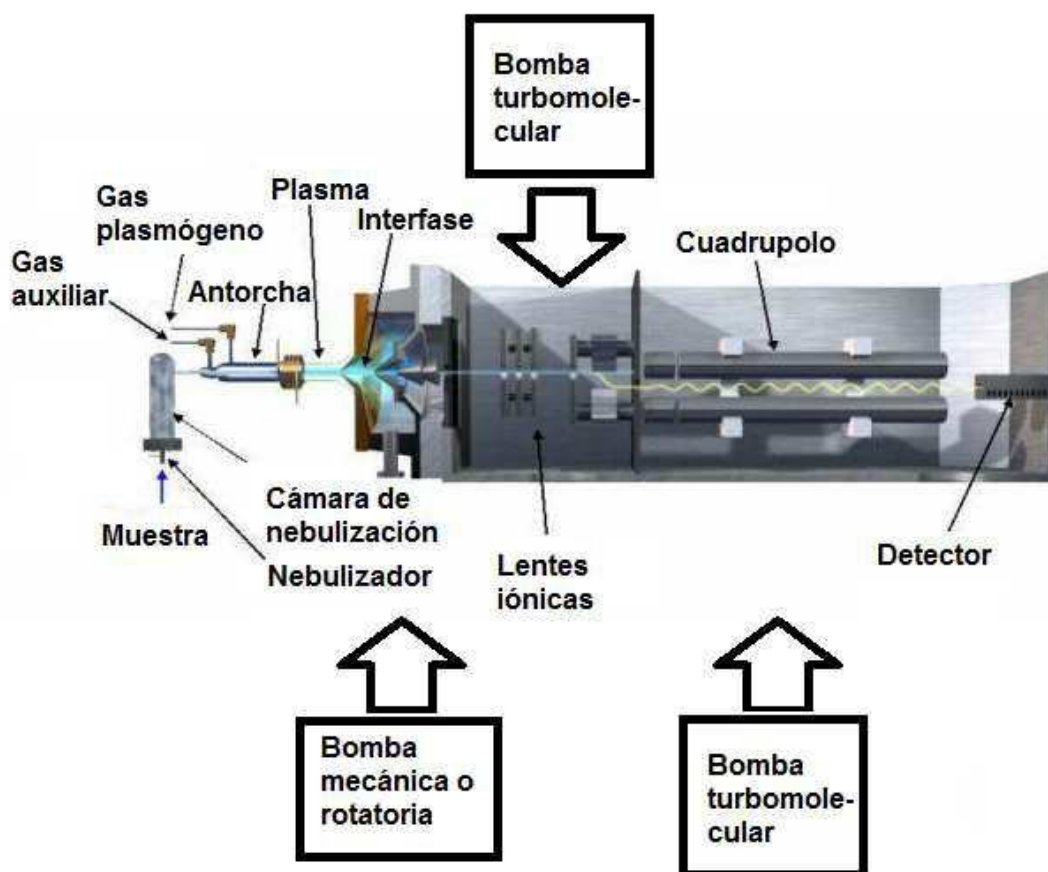 Bomba
turbomole-
cular
Gas
plasmógeno
Plasma
Interfase
Cuadrupolo
Gas
auxiliar
Antorcha
Muestra
Cámara de
nebulización
Nebulizador
Lentes
iónicas
Detector
Bomba
mecánica o
rotatoria
Bomba
turbomole-
cular